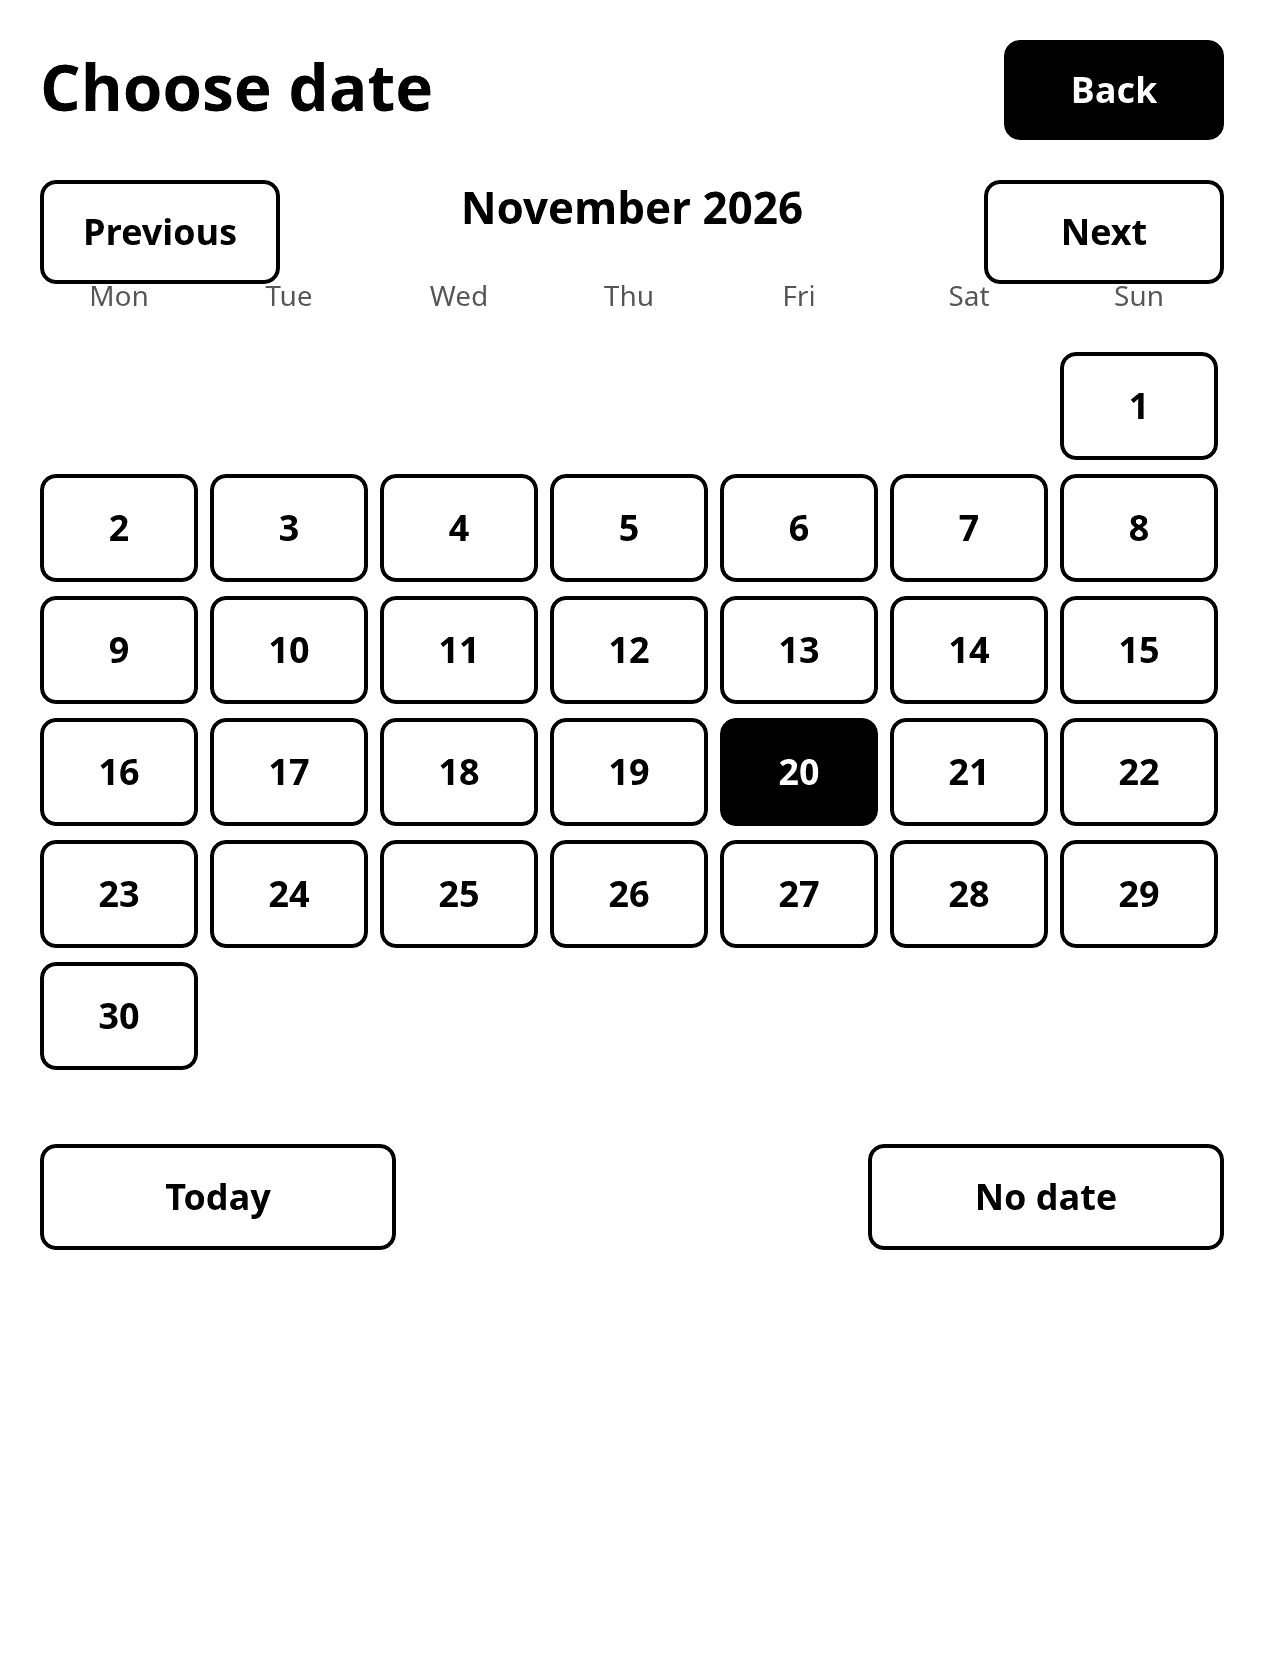 Choose date Back
Previous November 2026 Next
Mon Tue Wed Thu Fri Sat Sun
1
2 3 4 5 6 7 8
9 10 11 12 13 14 15
16 17 18 19 20 21 22
23 24 25 26 27 28 29
30
Today No date